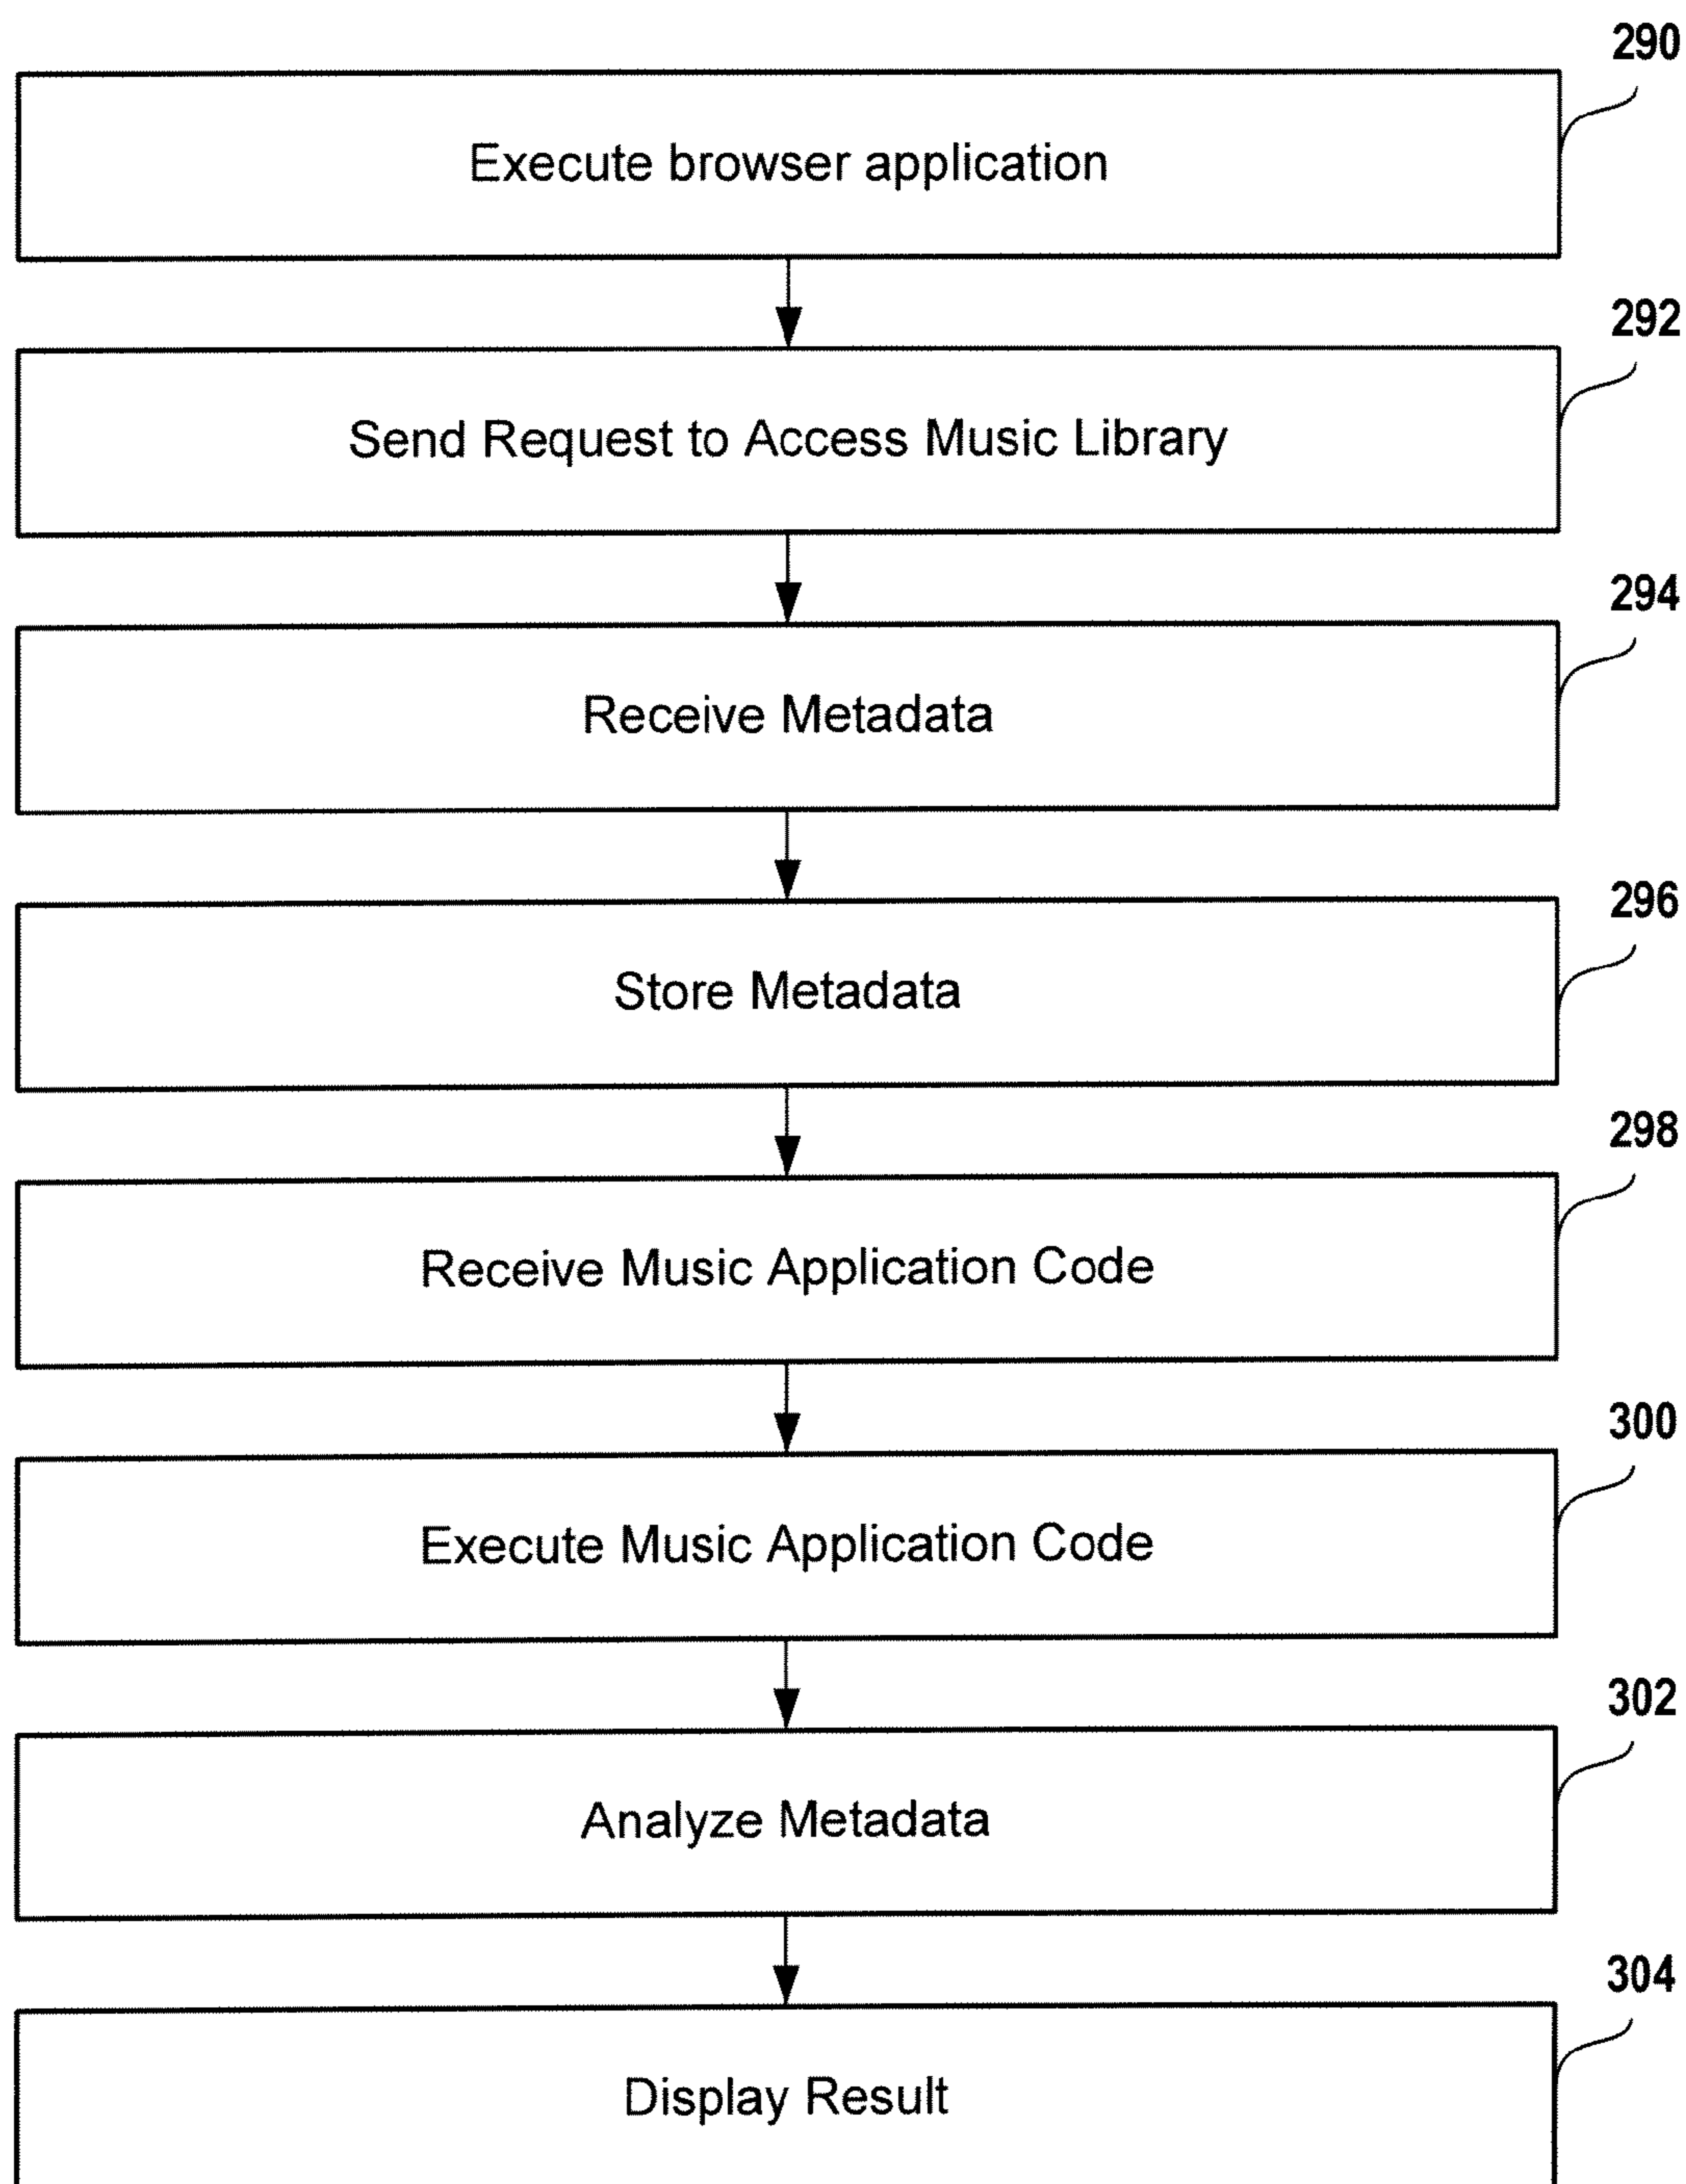 290
Execute browser application
292
Send Request to Access Music Library
294
Receive Metadata
296
Store Metadata
298
Receive Music Application Code
300
Execute Music Application Code
302
Analyze Metadata
304
Display Result